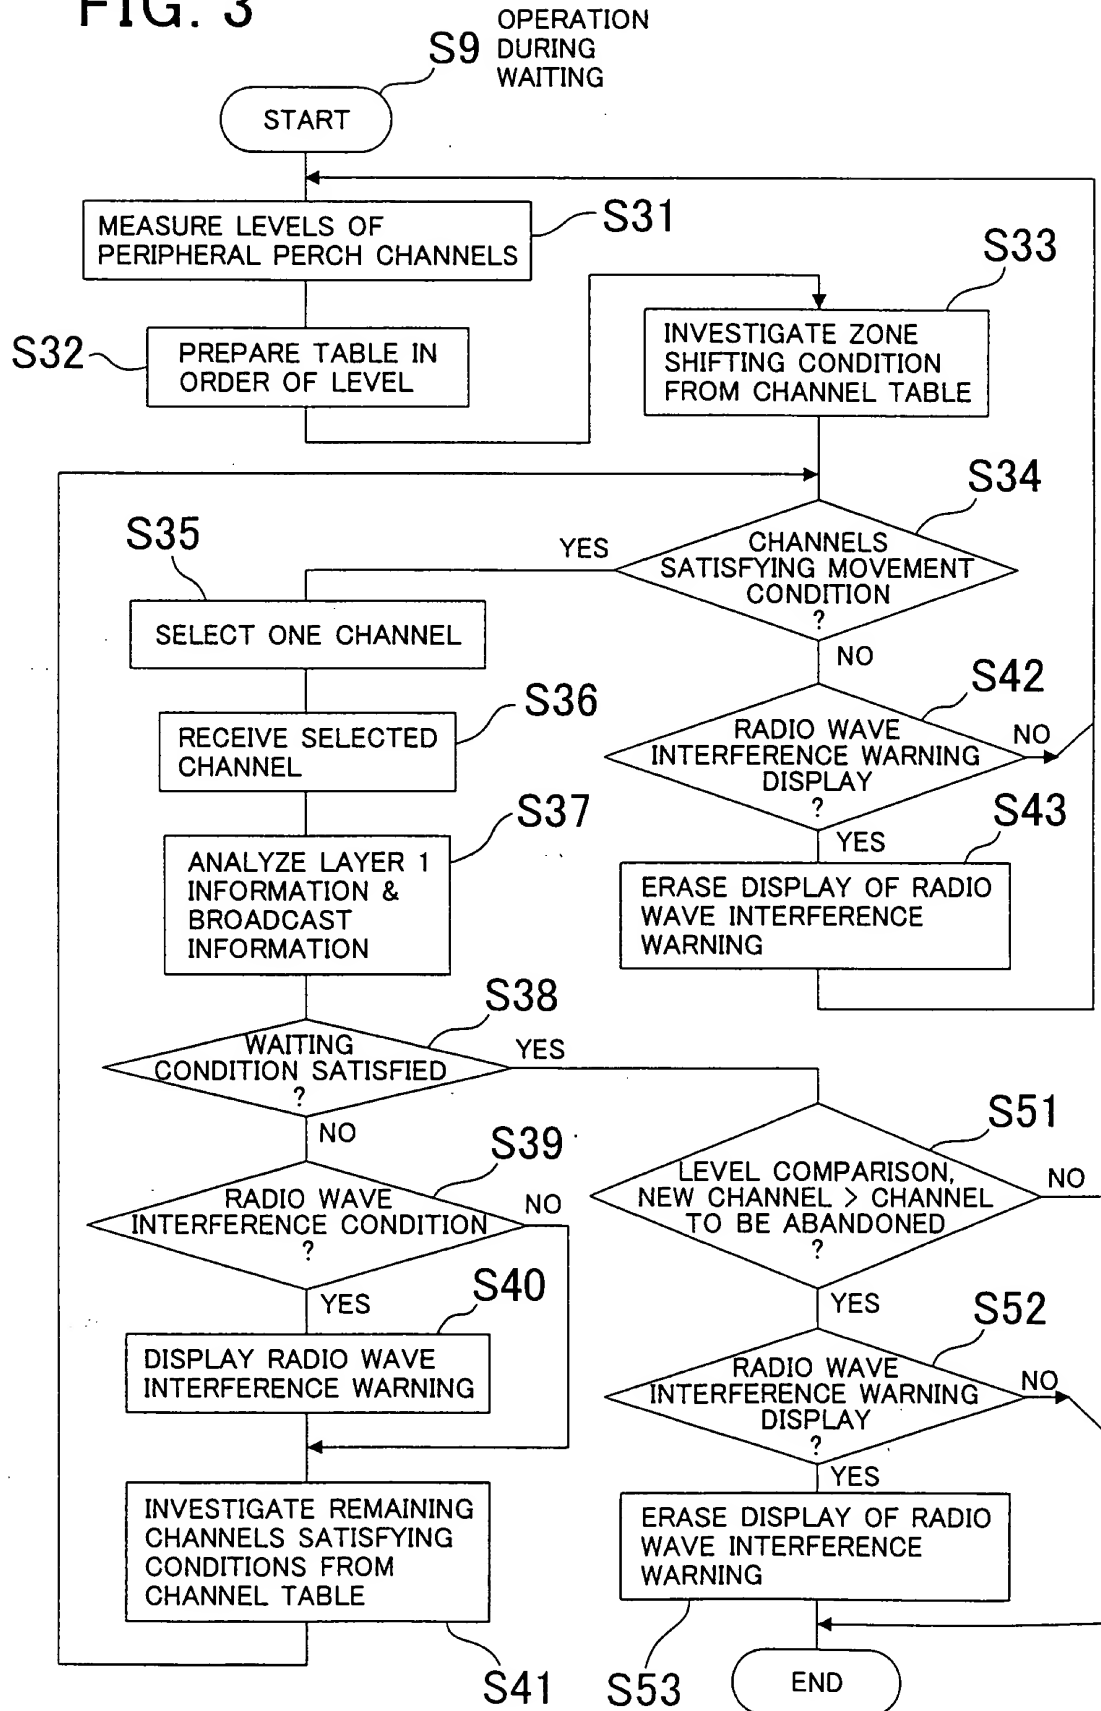 FIG. 3
S9
OPERATION
DURING
WAITING
START
MEASURE LEVELS OF
PERIPHERAL PERCH CHANNELS
S31
S32
PREPARE TABLE IN
ORDER OF LEVEL
S33
INVESTIGATE ZONE
SHIFTING CONDITION
FROM CHANNEL TABLE
S34
CHANNELS
SATISFYING MOVEMENT
CONDITION
?
YES
NO
S35
SELECT ONE CHANNEL
S36
RECEIVE SELECTED
CHANNEL
S42
RADIO WAVE
INTERFERENCE WARNING
DISPLAY
?
NO
YES
S37
ANALYZE LAYER 1
INFORMATION &
BROADCAST
INFORMATION
S43
ERASE DISPLAY OF RADIO
WAVE INTERFERENCE
WARNING
S38
WAITING
CONDITION SATISFIED
?
YES
NO
S39
RADIO WAVE
INTERFERENCE CONDITION
?
NO
YES
S51
LEVEL COMPARISON,
NEW CHANNEL > CHANNEL
TO BE ABANDONED
?
NO
YES
S40
DISPLAY RADIO WAVE
INTERFERENCE WARNING
S52
RADIO WAVE
INTERFERENCE WARNING
DISPLAY
?
NO
YES
INVESTIGATE REMAINING
CHANNELS SATISFYING
CONDITIONS FROM
CHANNEL TABLE
S41
ERASE DISPLAY OF RADIO
WAVE INTERFERENCE
WARNING
S53
END